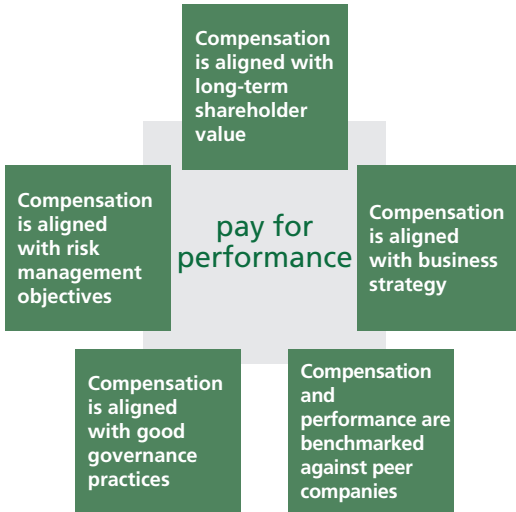 Compensation
is aligned with
long-term
shareholder
value
Compensation
is aligned
with risk
management
objectives
pay for
performance
Compensation
is aligned
with business
strategy
Compensation
is aligned
with good
governance
practices
Compensation
and
performance are
benchmarked
against peer
companies